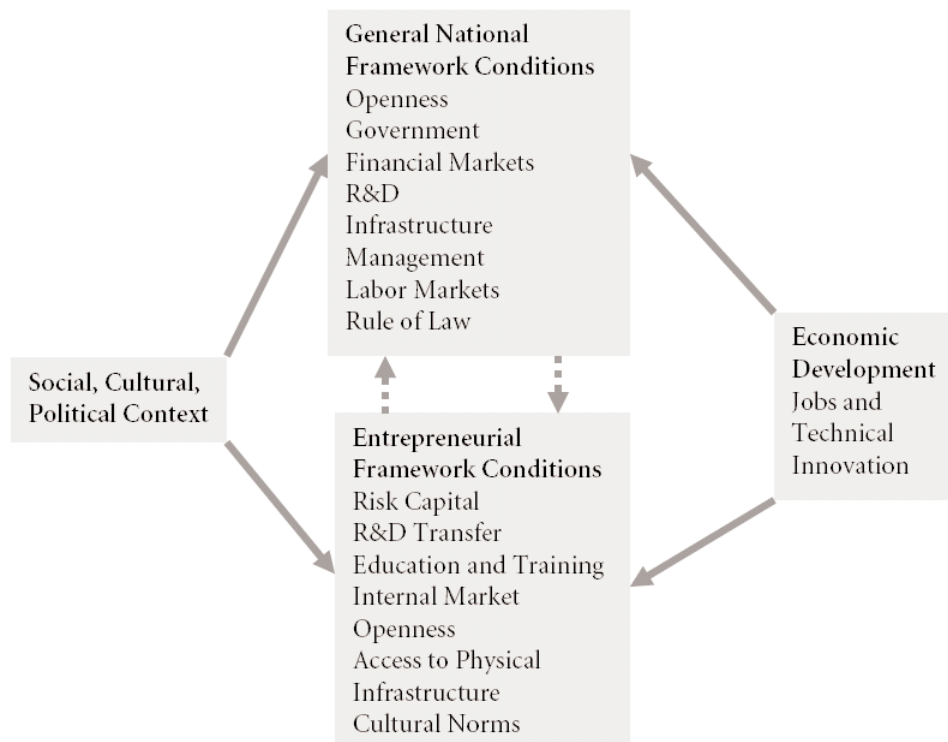 General National
Framework Conditions
Openness
Government
Financial Markets
R&D
Infrastructure
Management
Labor Markets
Rule of Law
Social, Cultural,
Political Context
Economic
Development
Jobs and
Technical
Innovation
Entrepreneurial
Framework Conditions
Risk Capital
R&D Transfer
Education and Training
Internal Market
Openness
Access to Physical
Infrastructure
Cultural Norms